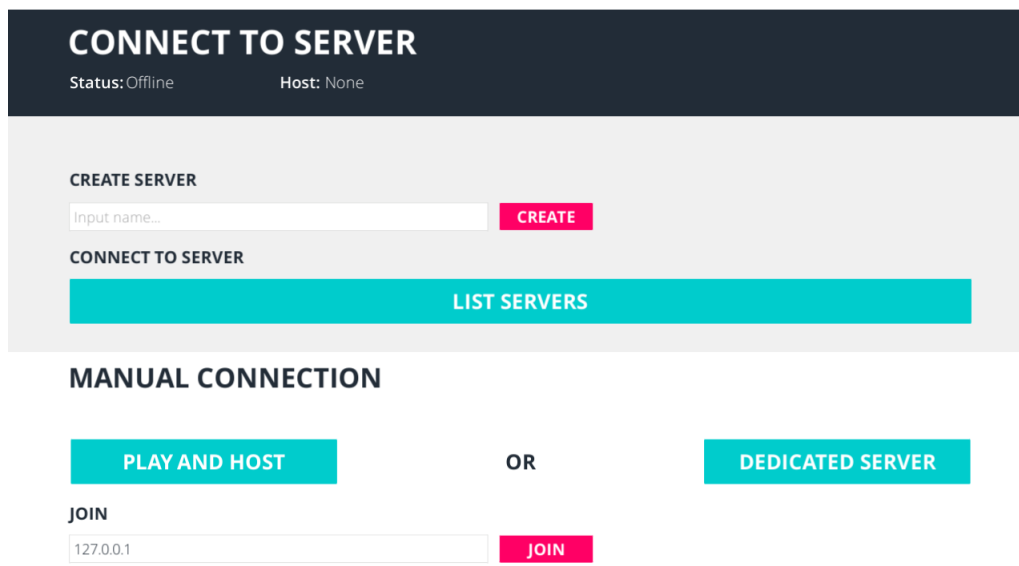 CONNECT TO SERVER
Status: Offline Host: None
CREATE SERVER
Input name... CREATE
CONNECT TO SERVER
LIST SERVERS
MANUAL CONNECTION
PLAY AND HOST OR DEDICATED SERVER
JOIN
127.0.0.1 JOIN